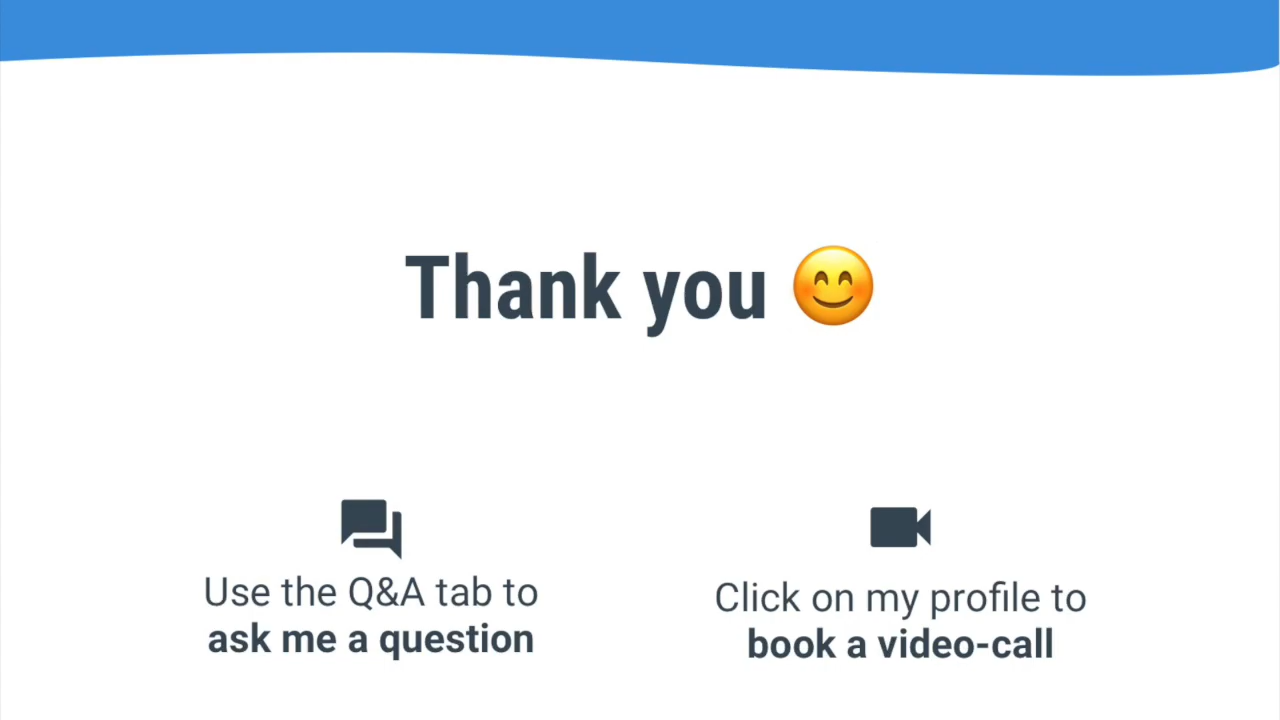 Thank you 😊
Use the Q&A tab to
ask me a question
Click on my profile to
book a video-call